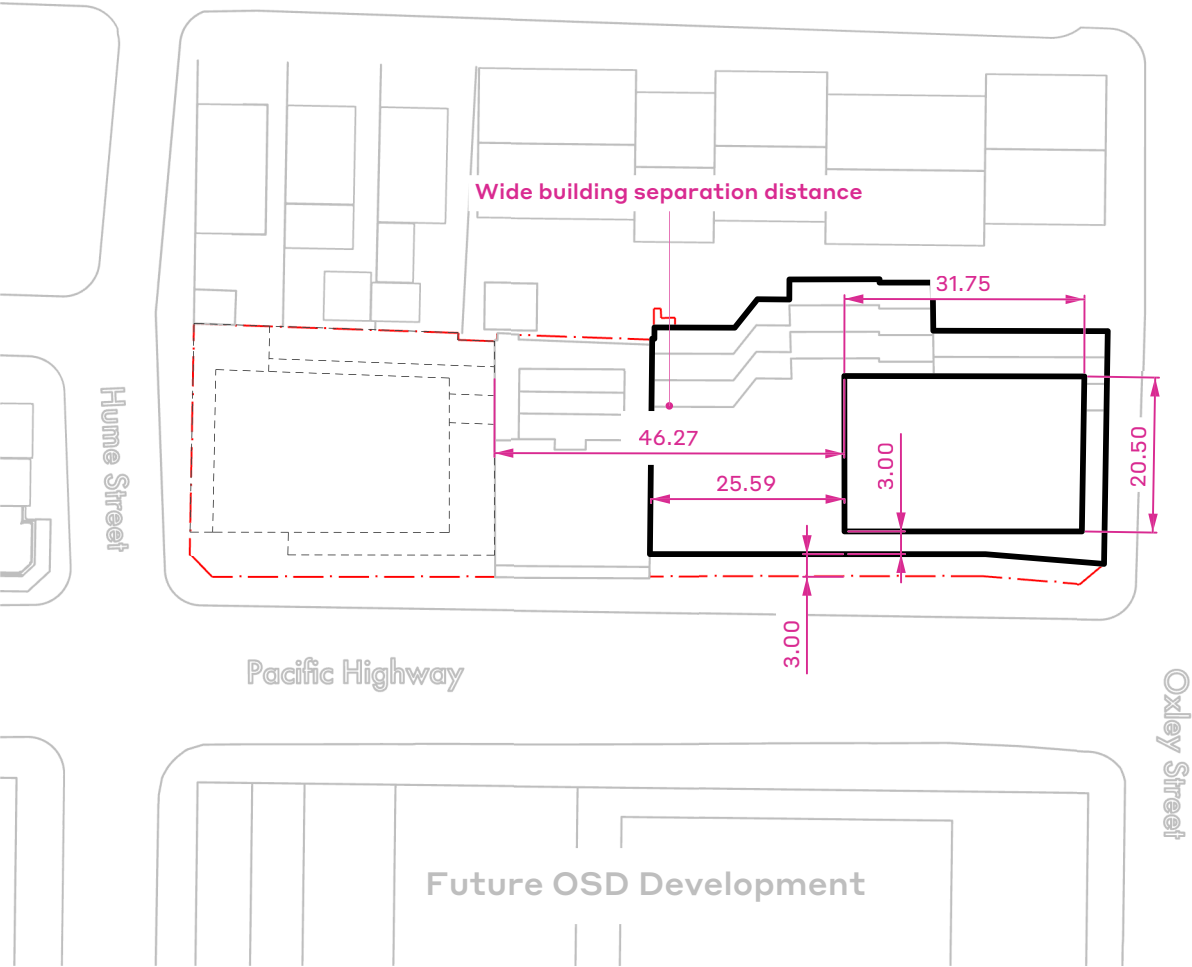 Wide building separation distance
31.75
Hume Street
46.27
3.00
20.50
25.59
3.00
Pacific Highway
Oxley Street
Future OSD Development